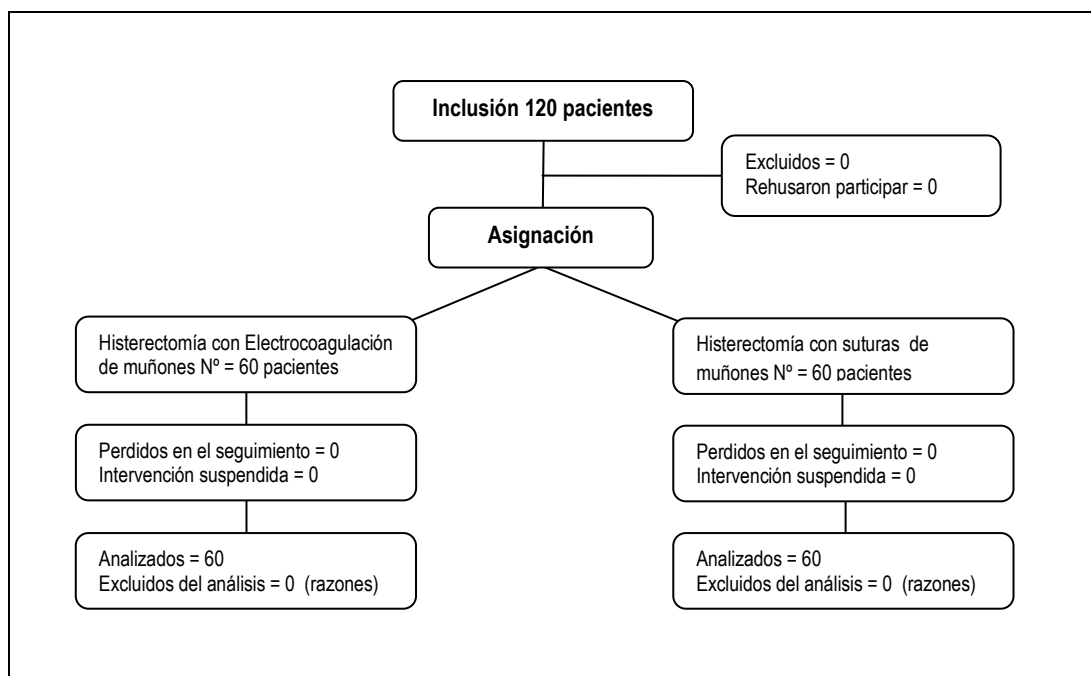 Inclusión 120 pacientes
Excluidos = 0
Rehusaron participar = 0
Asignación
Histerectomía con Electrocoagulación
de muñones Nº = 60 pacientes
Histerectomía con suturas de
muñones Nº = 60 pacientes
Perdidos en el seguimiento = 0
Intervención suspendida = 0
Perdidos en el seguimiento = 0
Intervención suspendida = 0
Analizados = 60
Excluidos del análisis = 0 (razones)
Analizados = 60
Excluidos del análisis = 0 (razones)